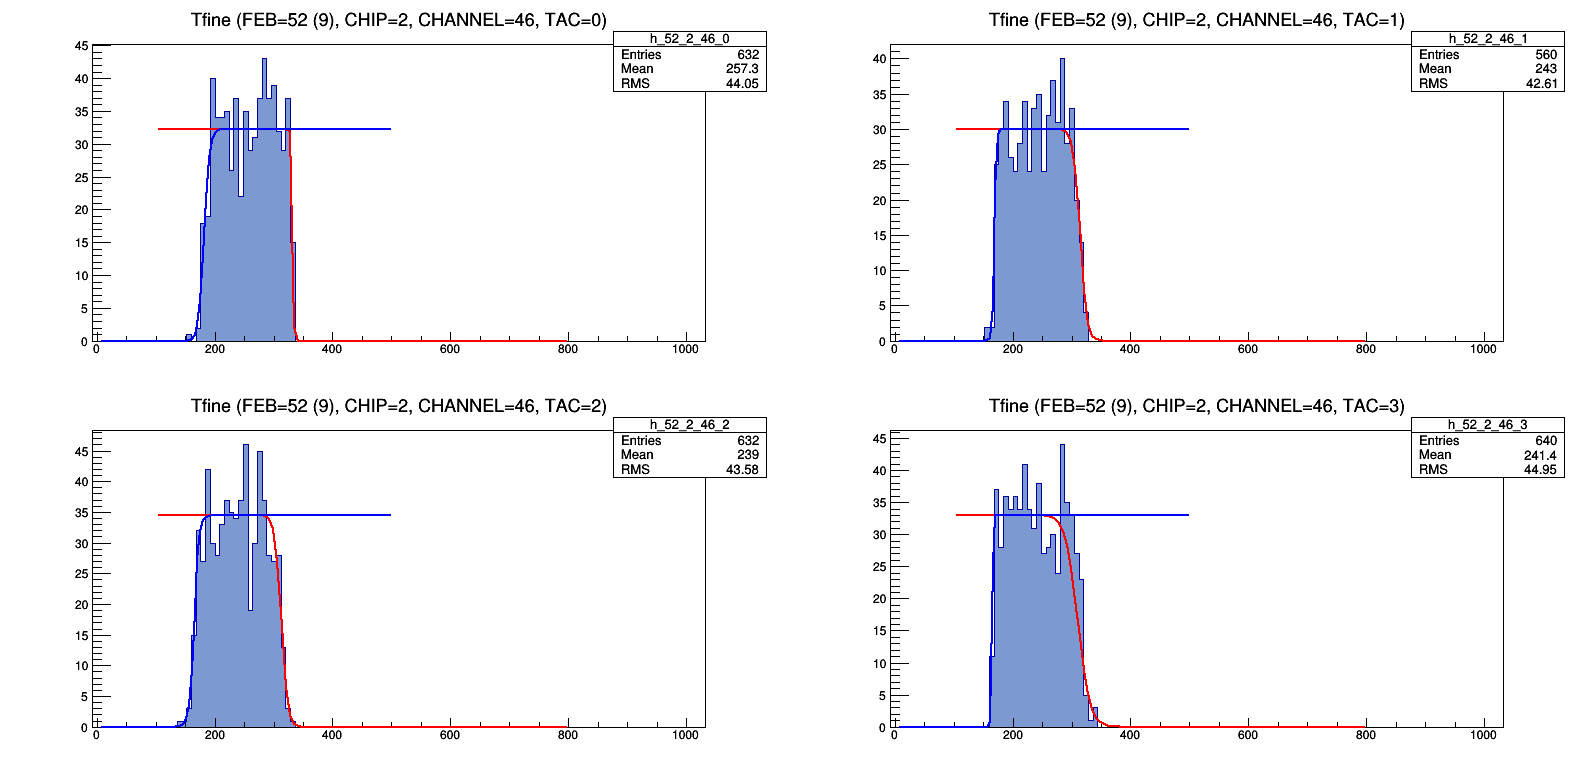 Tfine (FEB=52 (9), CHIP=2, CHANNEL=46, TAC=0)
h_52_2_46_0
Entries 632
Mean 257.3
RMS 44.05
45
40
35
30
25
20
15
10
5
0
0 200 400 600 800 1000
Tfine (FEB=52 (9), CHIP=2, CHANNEL=46, TAC=1)
h_52_2_46_1
Entries 560
Mean 243
RMS 42.61
40
35
30
25
20
15
10
5
0
0 200 400 600 800 1000
Tfine (FEB=52 (9), CHIP=2, CHANNEL=46, TAC=2)
h_52_2_46_2
Entries 632
Mean 239
RMS 43.58
45
40
35
30
25
20
15
10
5
0
0 200 400 600 800 1000
Tfine (FEB=52 (9), CHIP=2, CHANNEL=46, TAC=3)
h_52_2_46_3
Entries 640
Mean 241.4
RMS 44.95
45
40
35
30
25
20
15
10
5
0
0 200 400 600 800 1000